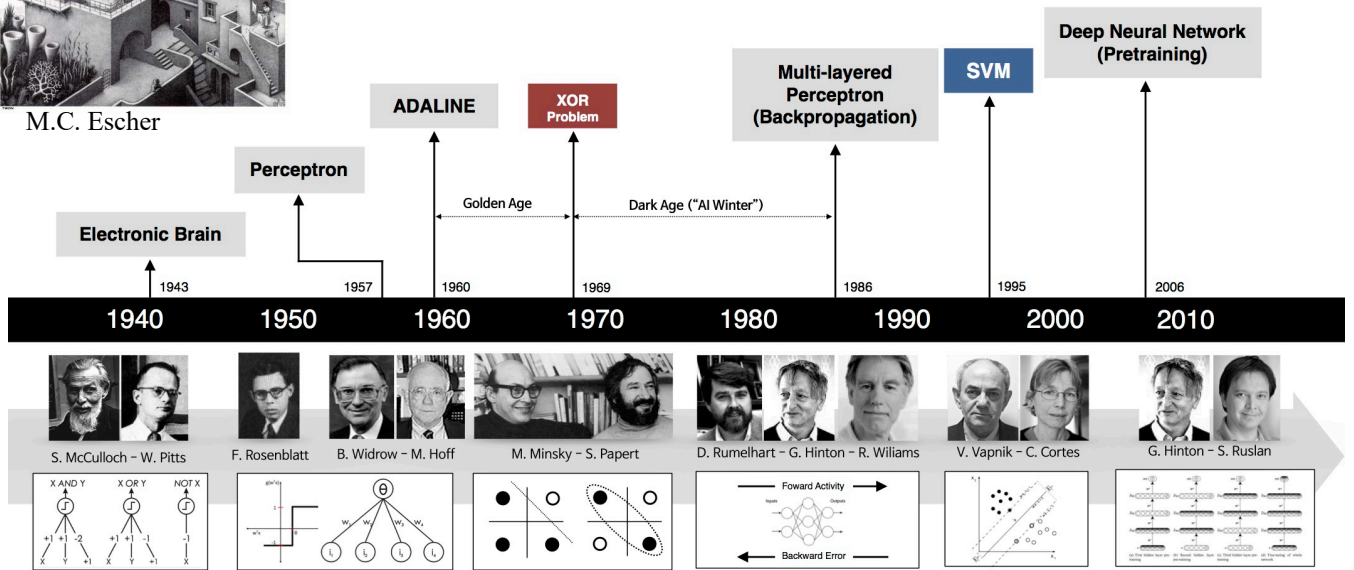 M.C. Escher
Electronic Brain
Perceptron
ADALINE
XOR
Problem
Multi-layered
Perceptron
(Backpropagation)
SVM
Deep Neural Network
(Pretraining)
Golden Age
Dark Age ("AI Winter")
1943
1957
1960
1969
1986
1995
2006
1940 1950 1960 1970 1980 1990 2000 2010
S. McCulloch – W. Pitts
F. Rosenblatt
B. Widrow – M. Hoff
M. Minsky – S. Papert
D. Rumelhart – G. Hinton – R. Wiliams
V. Vapnik – C. Cortes
G. Hinton – S. Ruslan
X AND Y X OR Y NOT X
+1 +1 -2 +1 +1 -1 -1
X Y +1 X Y +1 X
θ
Foward Activity
Inputs Outputs
Backward Error